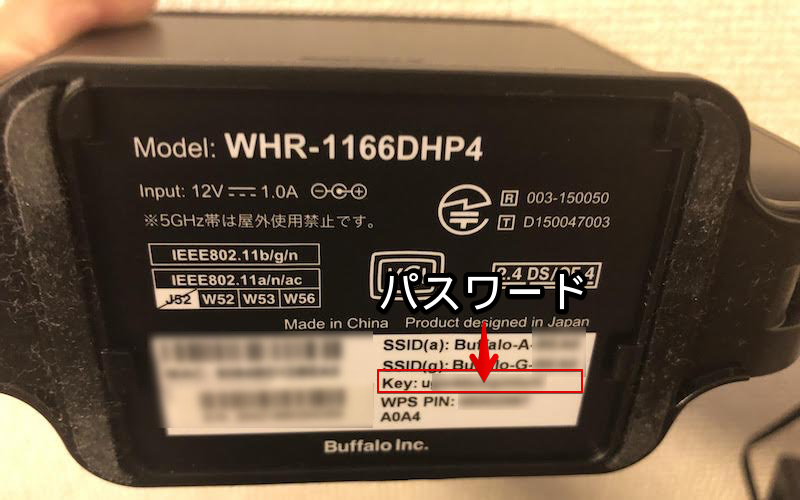 Model: WHR-1166DHP4
Input: 12V 1.0A
※5GHz帯は屋外使用禁止です。
R 003-150050
T D150047003
IEEE802.11b/g/n
IEEE802.11a/n/ac
J52 W52 W53 W56
2.4 DS/
パスワード
Made in China Product designed in Japan
SSID(a): Buffalo-A-
SSID(g): Buffalo-G-
Key: u
WPS PIN:
A0A4
Buffalo Inc.